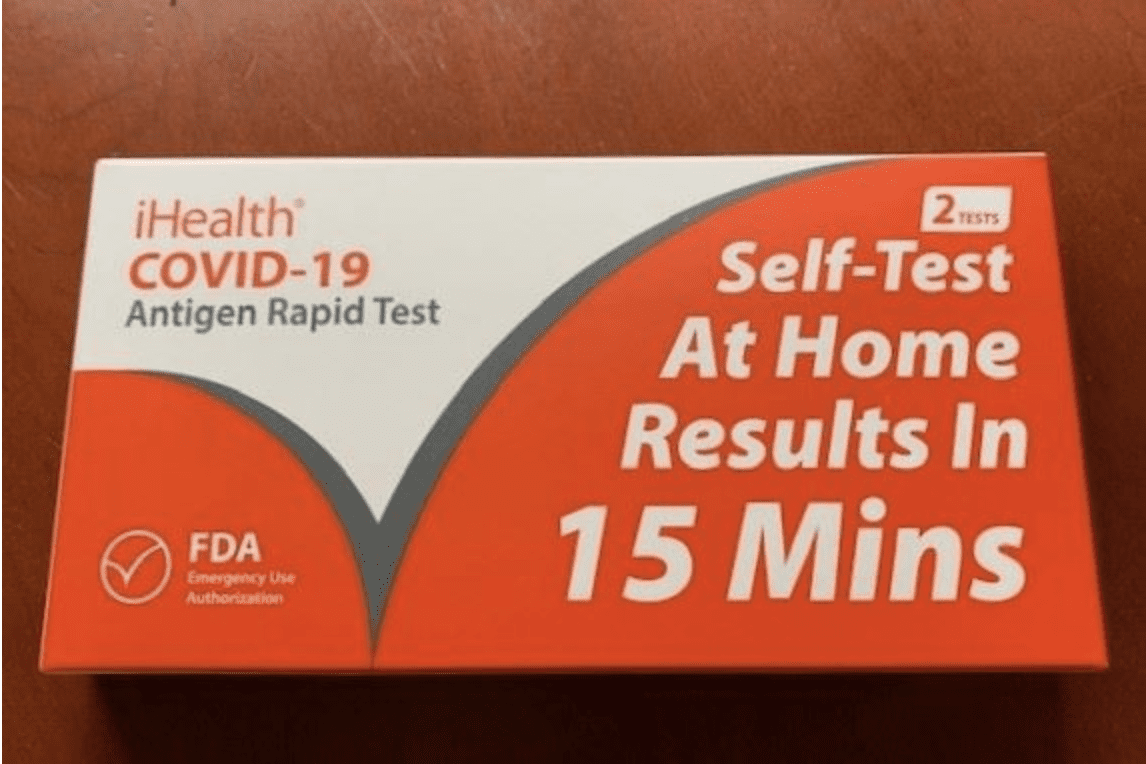 iHealth®
COVID-19
Antigen Rapid Test
2 TESTS
Self-Test
At Home
Results In
15 Mins
FDA
Emergency Use
Authorization